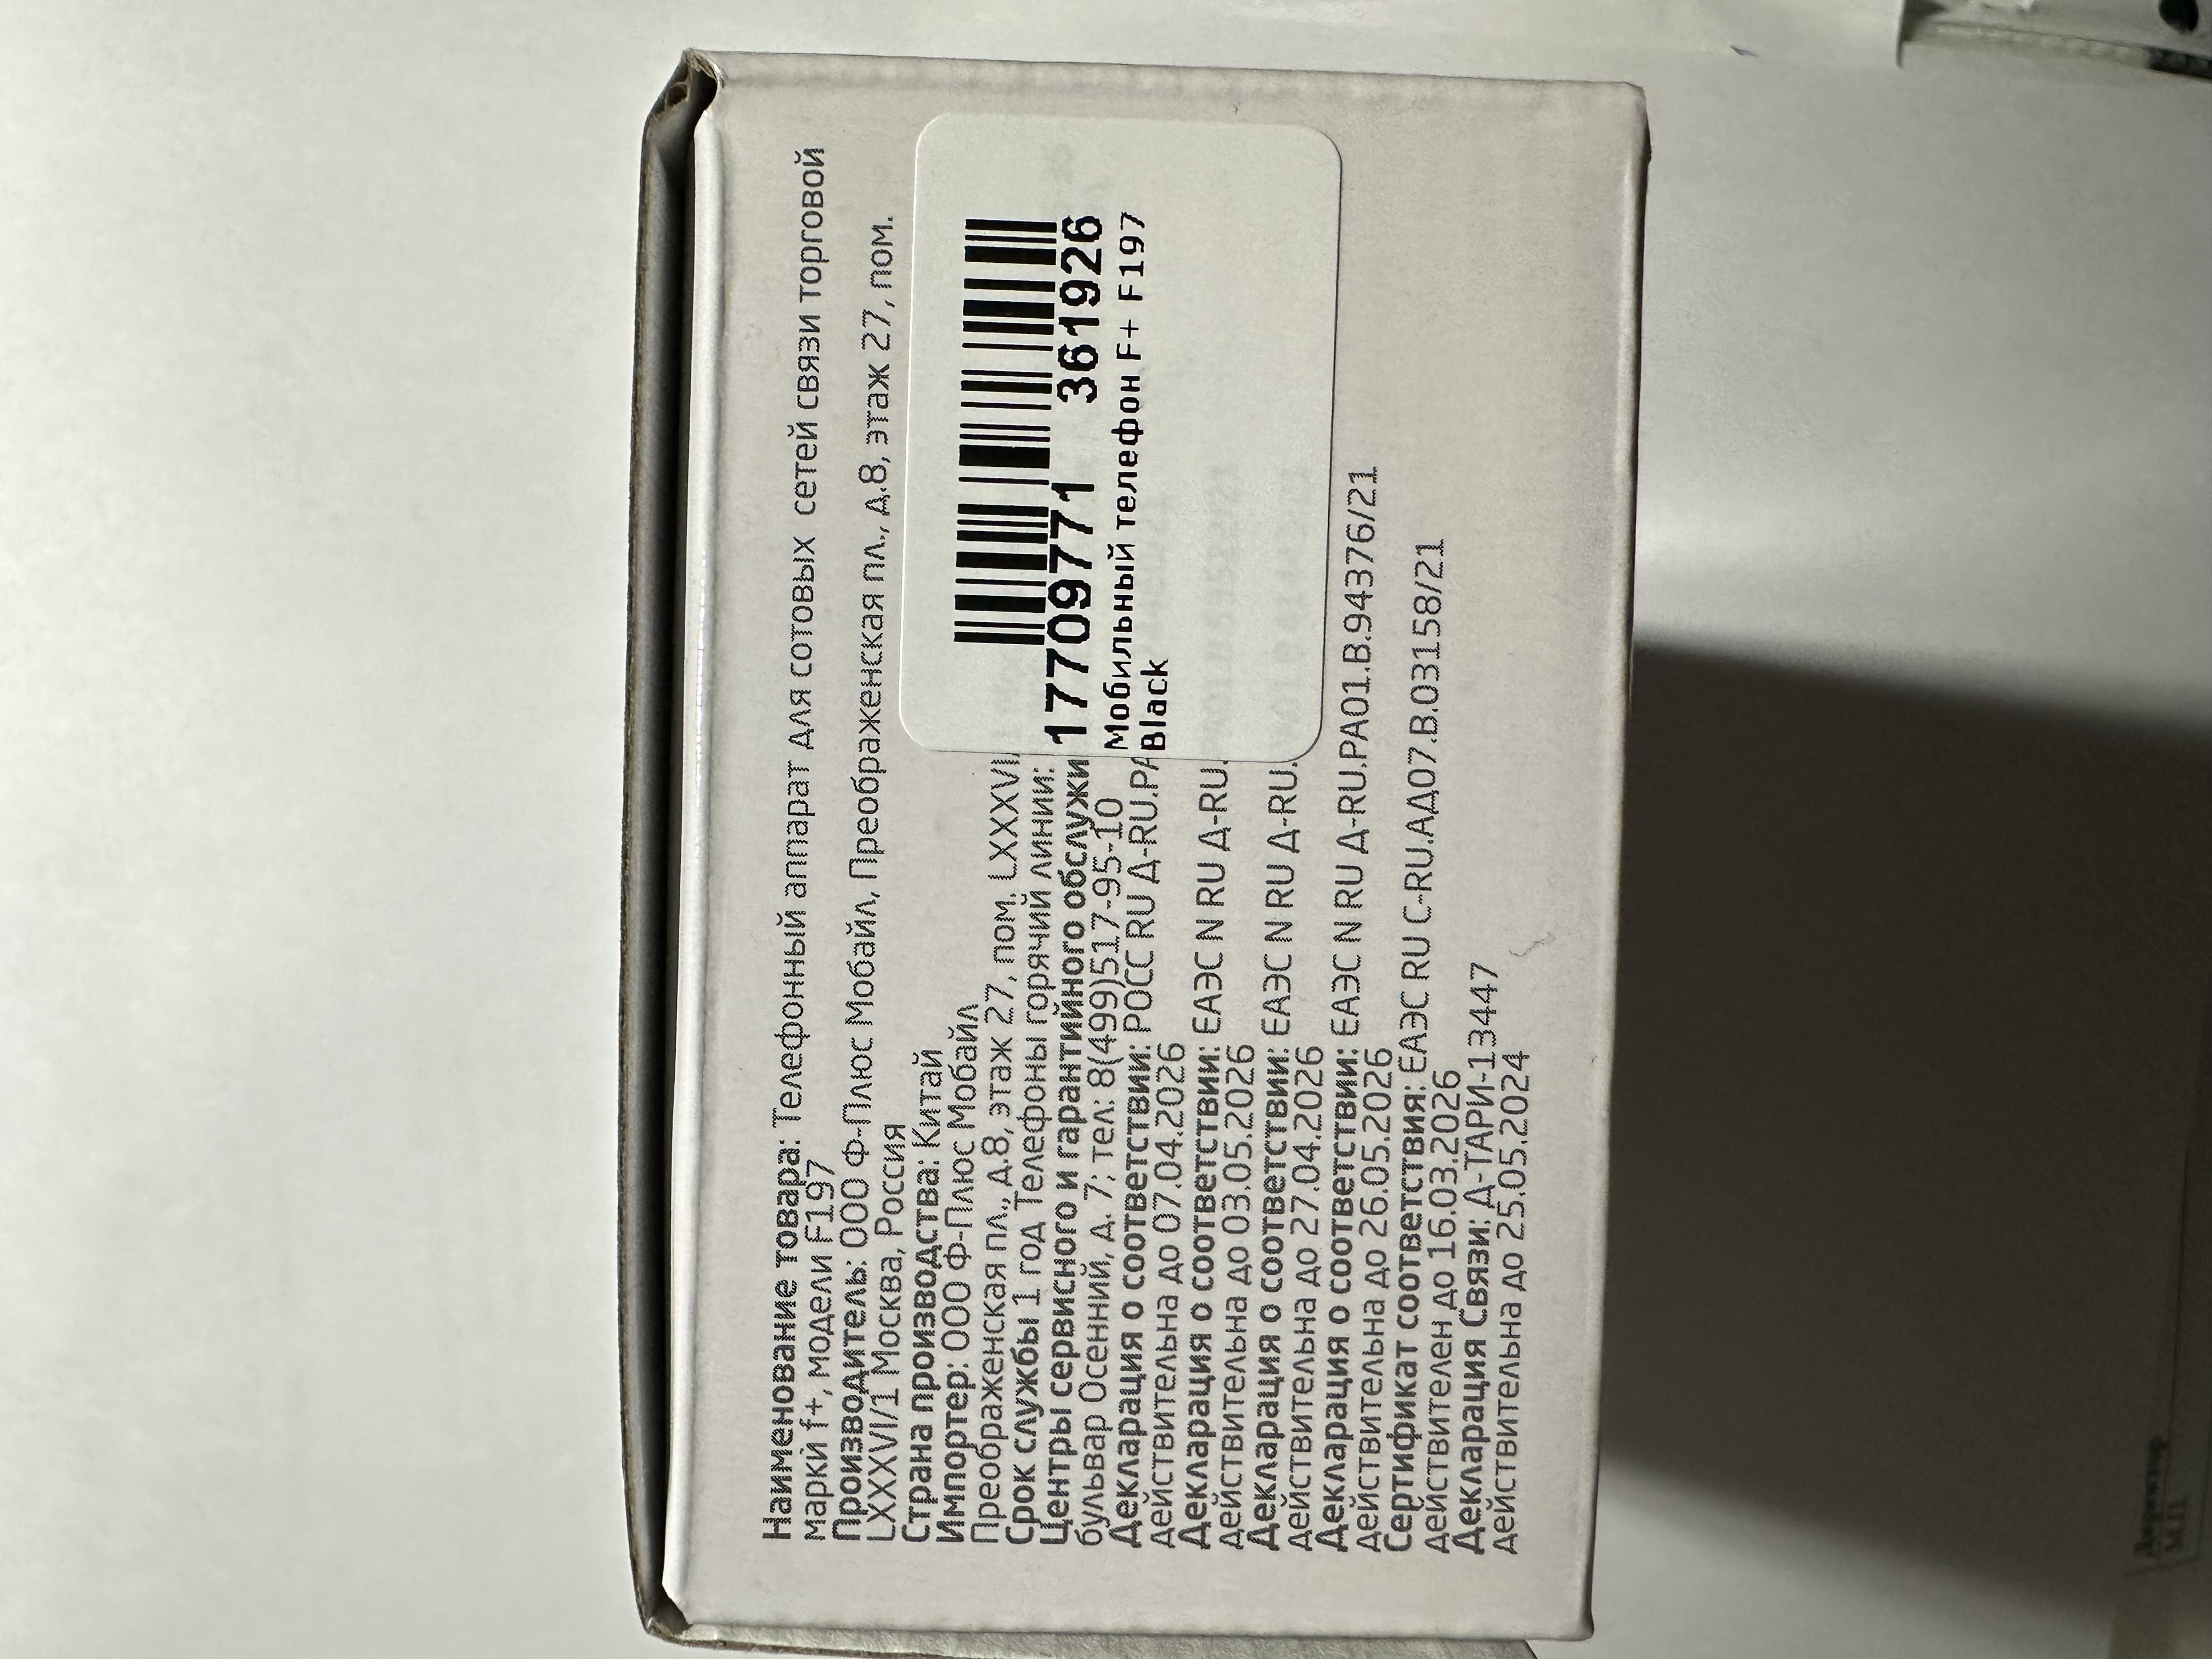 Наименование товара: Телефонный аппарат для сотовых сетей связи торговой
марки f+, модели F197
Производитель: ООО Ф-Плюс Мобайл, Преображенская пл., д.8, этаж 27, пом.
LXXXVI/1 Москва, Россия
Страна производства: Китай
Импортер: ООО Ф-Плюс Мобайл
Преображенская пл., д.8, этаж 27, пом. LXXXVI
Срок службы 1 год Телефоны горячий линии:
Центры сервисного и гарантийного обслужи
бульвар Осенний, д. 7; тел: 8(499)517-95-10
Декларация о соответствии: РОСС RU Д-RU.РА
действительна до 07.04.2026
Декларация о соответствии: ЕАЭС N RU Д-RU.
действительна до 03.05.2026
Декларация о соответствии: ЕАЭС N RU Д-RU.
действительна до 27.04.2026
Декларация о соответствии: ЕАЭС N RU Д-RU.РА01.В.94376/21
действительна до 26.05.2026
Сертификат соответствия: ЕАЭС RU С-RU.АД07.В.03158/21
действителен до 16.03.2026
Декларация Связи: Д-ТАРИ-13447
действительна до 25.05.2024
17709771 361926
Мобильный телефон F+ F197
Black